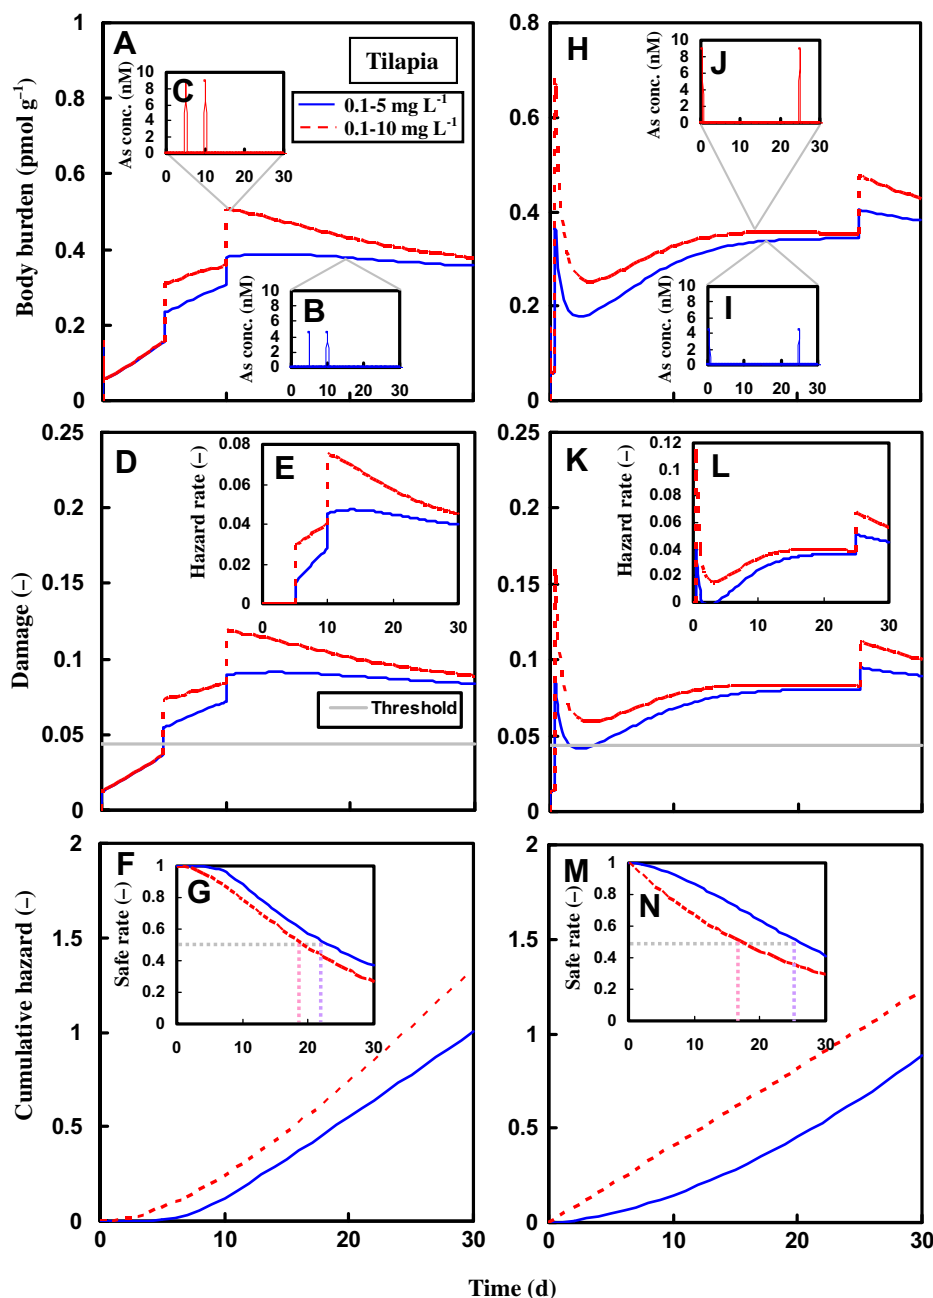 A
Tilapia
0.1-5 mg L⁻¹
0.1-10 mg L⁻¹
Body burden (pmol g⁻¹)
1
0.8
0.6
0.4
0.2
0
C
As conc. (nM)
10
8
6
4
2
0
0 10 20 30
B
As conc. (nM)
10
8
6
4
2
0
0 10 20 30
H
0.8
0.6
0.4
0.2
0
J
As conc. (nM)
10
8
6
4
2
0
0 10 20 30
I
As conc. (nM)
10
8
6
4
2
0
0 10 20 30
D
Damage (–)
0.25
0.2
0.15
0.1
0.05
0
Threshold
E
Hazard rate (–)
0.08
0.06
0.04
0.02
0
0 10 20 30
K
0.25
0.2
0.15
0.1
0.05
0
L
Hazard rate (–)
0.12
0.1
0.08
0.06
0.04
0.02
0
0 10 20 30
F
Cumulative hazard (–)
2
1.5
1
0.5
0
0 10 20 30
G
Safe rate (–)
1
0.8
0.6
0.4
0.2
0
0 10 20 30
M
2
1.5
1
0.5
0
0 10 20 30
N
Safe rate (–)
1
0.8
0.6
0.4
0.2
0
0 10 20 30
Time (d)